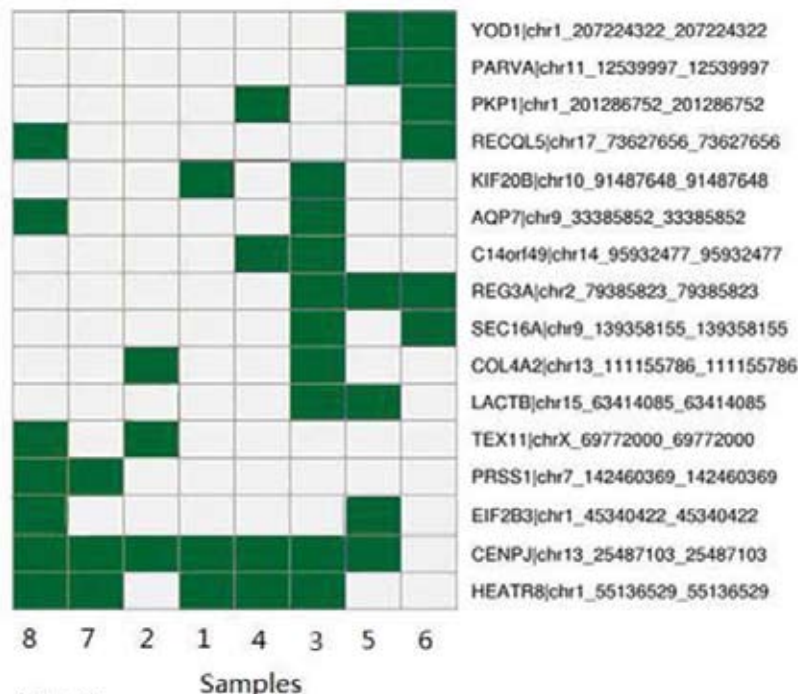 YOD1|chr1_207224322_207224322
PARVA|chr11_12539997_12539997
PKP1|chr1_201286752_201286752
RECQL5|chr17_73627656_73627656
KIF20B|chr10_91487648_91487648
AQP7|chr9_33385852_33385852
C14orf49|chr14_95932477_95932477
REG3A|chr2_79385823_79385823
SEC16A|chr9_139358155_139358155
COL4A2|chr13_111155786_111155786
LACTB|chr15_63414085_63414085
TEX11|chrX_69772000_69772000
PRSS1|chr7_142460369_142460369
EIF2B3|chr1_45340422_45340422
CENPJ|chr13_25487103_25487103
HEATR8|chr1_55136529_55136529
8 7 2 1 4 3 5 6
Samples